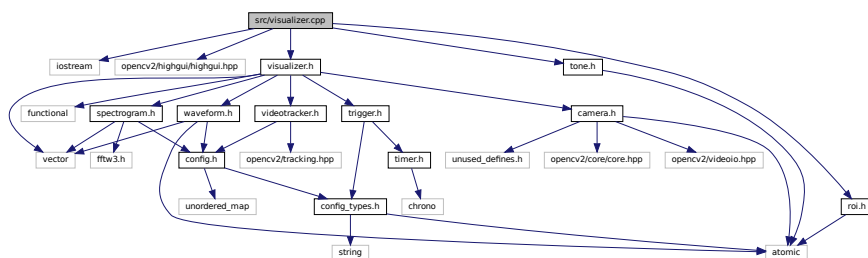 src/visualizer.cpp
iostream
opencv2/highgui/highgui.hpp
visualizer.h
tone.h
functional
spectrogram.h
waveform.h
videotracker.h
trigger.h
camera.h
vector
fftw3.h
config.h
opencv2/tracking.hpp
timer.h
unused_defines.h
opencv2/core/core.hpp
opencv2/videoio.hpp
unordered_map
config_types.h
chrono
roi.h
string
atomic